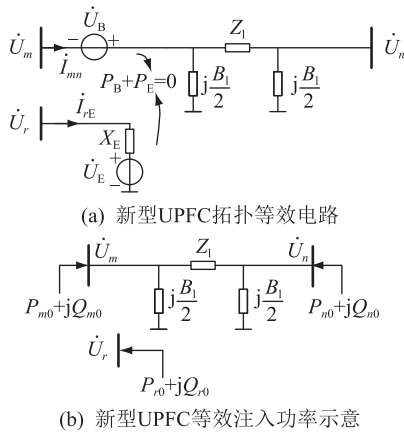 U̇m
U̇B
− +
İmn
Z1
U̇n
PB+PE=0
jB1/2
jB1/2
U̇r
İrE
XE
U̇E
+
−
(a) 新型UPFC拓扑等效电路
U̇m
Z1
U̇n
Pm0+jQm0
jB1/2
jB1/2
Pn0+jQn0
U̇r
Pr0+jQr0
(b) 新型UPFC等效注入功率示意